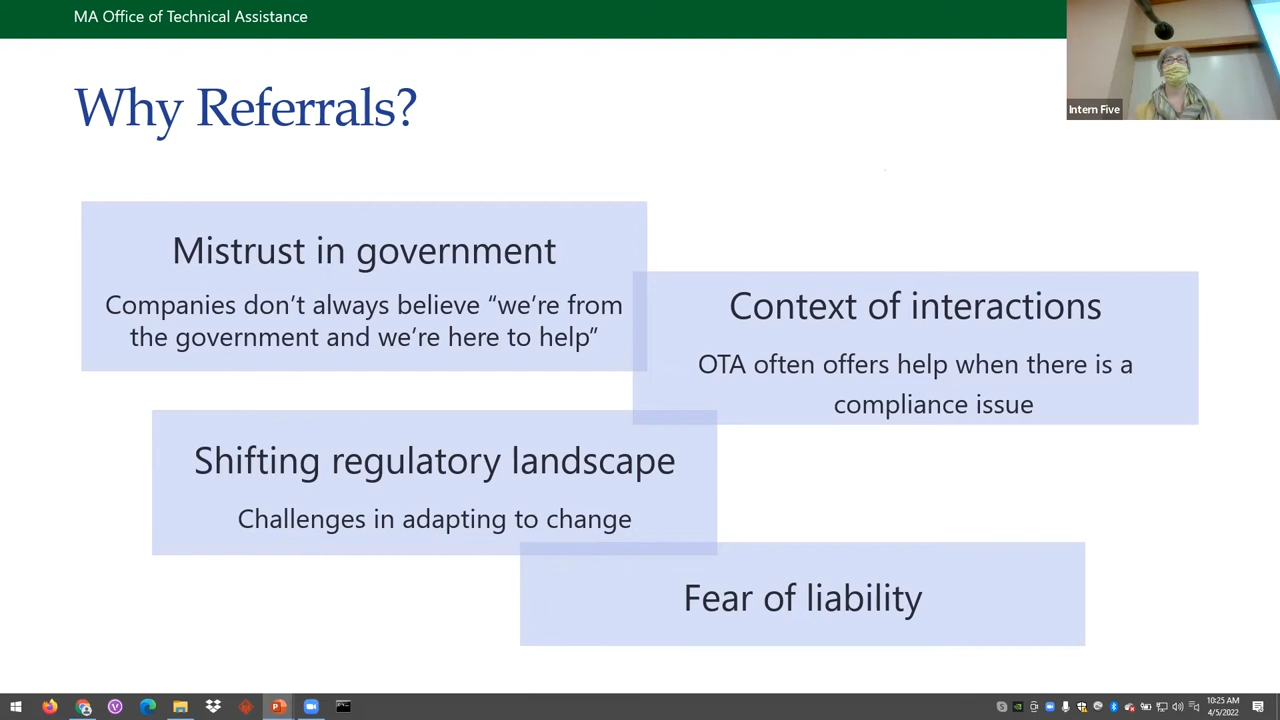 MA Office of Technical Assistance
Why Referrals?
Intern Five
Mistrust in government
Companies don’t always believe “we’re from
the government and we’re here to help”
Context of interactions
OTA often offers help when there is a
compliance issue
Shifting regulatory landscape
Challenges in adapting to change
Fear of liability
10:25 AM
4/5/2022